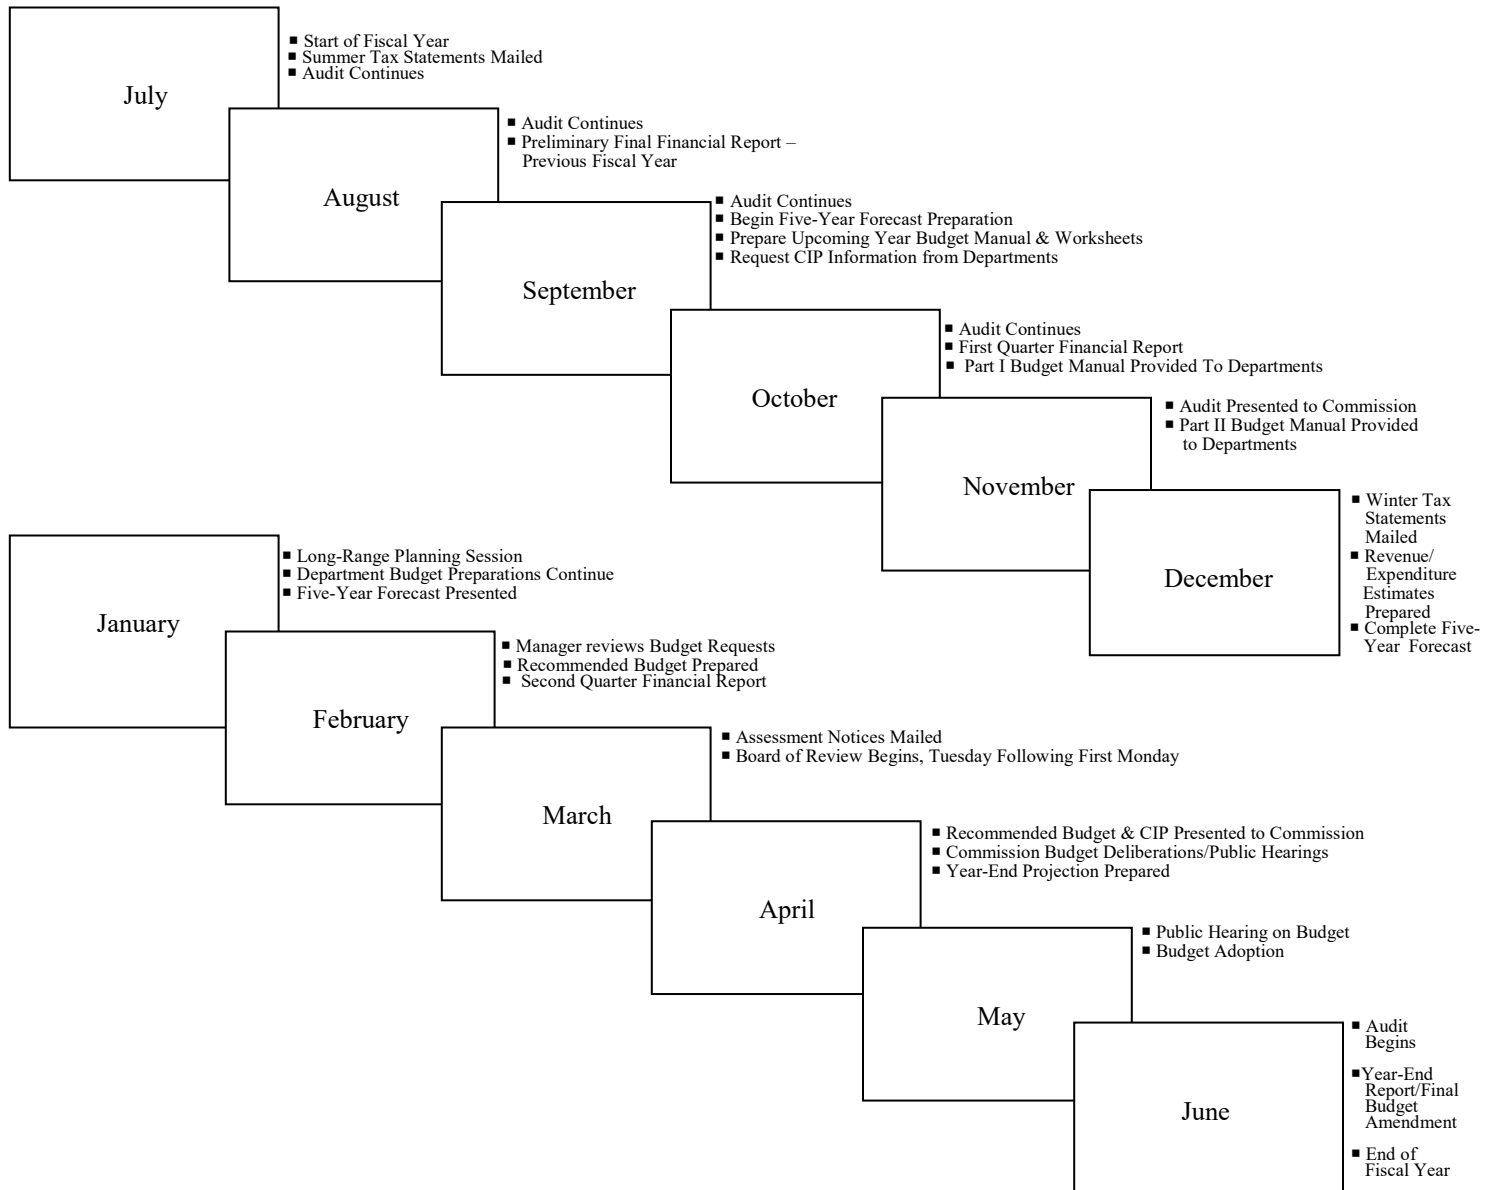 July
■ Start of Fiscal Year
■ Summer Tax Statements Mailed
■ Audit Continues
August
■ Audit Continues
■ Preliminary Final Financial Report –
Previous Fiscal Year
September
■ Audit Continues
■ Begin Five-Year Forecast Preparation
■ Prepare Upcoming Year Budget Manual & Worksheets
■ Request CIP Information from Departments
October
■ Audit Continues
■ First Quarter Financial Report
■ Part I Budget Manual Provided To Departments
November
■ Audit Presented to Commission
■ Part II Budget Manual Provided
to Departments
December
■ Winter Tax
Statements
Mailed
■ Revenue/
Expenditure
Estimates
Prepared
■ Complete Five-
Year Forecast
January
■ Long-Range Planning Session
■ Department Budget Preparations Continue
■ Five-Year Forecast Presented
February
■ Manager reviews Budget Requests
■ Recommended Budget Prepared
■ Second Quarter Financial Report
March
■ Assessment Notices Mailed
■ Board of Review Begins, Tuesday Following First Monday
April
■ Recommended Budget & CIP Presented to Commission
■ Commission Budget Deliberations/Public Hearings
■ Year-End Projection Prepared
May
■ Public Hearing on Budget
■ Budget Adoption
June
■ Audit
Begins
■Year-End
Report/Final
Budget
Amendment
■ End of
Fiscal Year